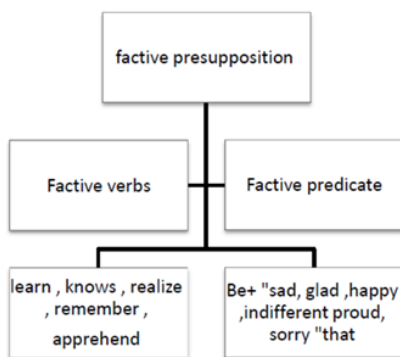 factive presupposition
Factive verbs
Factive predicate
learn , knows , realize
, remember ,
apprehend
Be+ "sad, glad ,happy
,indifferent proud,
sorry "that